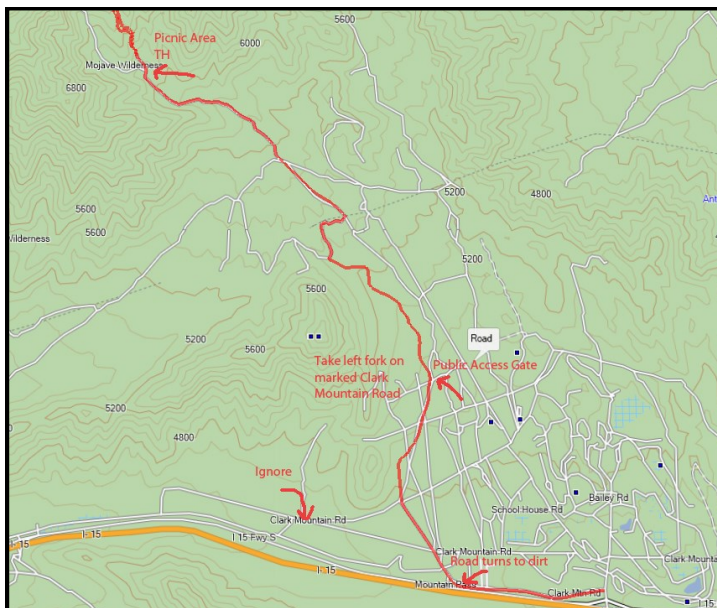 5600
Picnic Area
TH
6000
Mojave Wilderness
6800
5200
4800
Ant
5600
5600
Wilderness
5200
5600
5200
5600
Road
Take left fork on
marked Clark
Mountain Road
Public Access Gate
5200
4800
Ignore
Clark Mountain Rd
School House Rd
Bailey Rd
I 15
I 15 Fwy S
Clark Mountain Rd
Clark Mounta
I 15
Road turns to dirt
Mountain Pass
Clark Mtn Rd
I 15